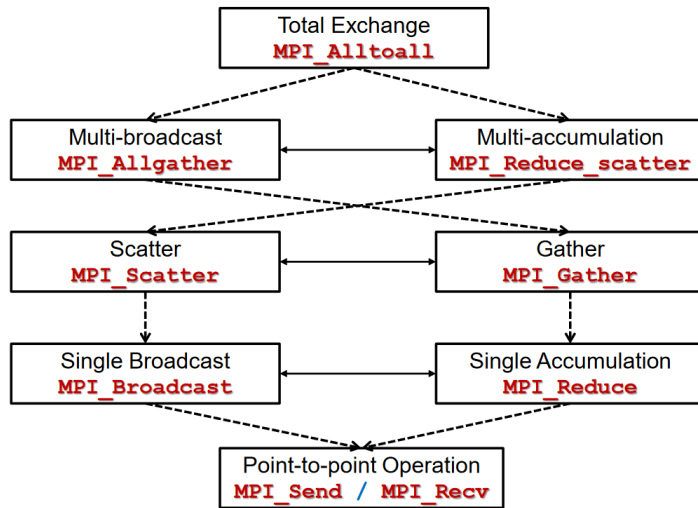 Total Exchange
MPI_Alltoall
Multi-broadcast
MPI_Allgather
Multi-accumulation
MPI_Reduce_scatter
Scatter
MPI_Scatter
Gather
MPI_Gather
Single Broadcast
MPI_Broadcast
Single Accumulation
MPI_Reduce
Point-to-point Operation
MPI_Send / MPI_Recv